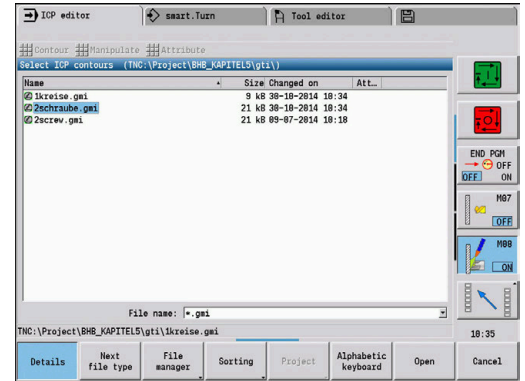 ICP editor
smart.Turn
Tool editor
Contour Manipulate Attribute
Select ICP contours (TNC:\Project\BHB_KAPITEL5\gti\)
Name Size Changed on Att...
1kreise.gmi 9 kB 30-10-2014 10:34
2schraube.gmi 21 kB 30-10-2014 10:34
2screw.gmi 21 kB 09-07-2014 10:18
File name: *.gmi
TNC:\Project\BHB_KAPITEL5\gti\1kreise.gmi
END PGM
OFF
OFF ON
M07
OFF
M08
ON
10:35
Details
Next file type
File manager
Sorting
Project
Alphabetic keyboard
Open
Cancel